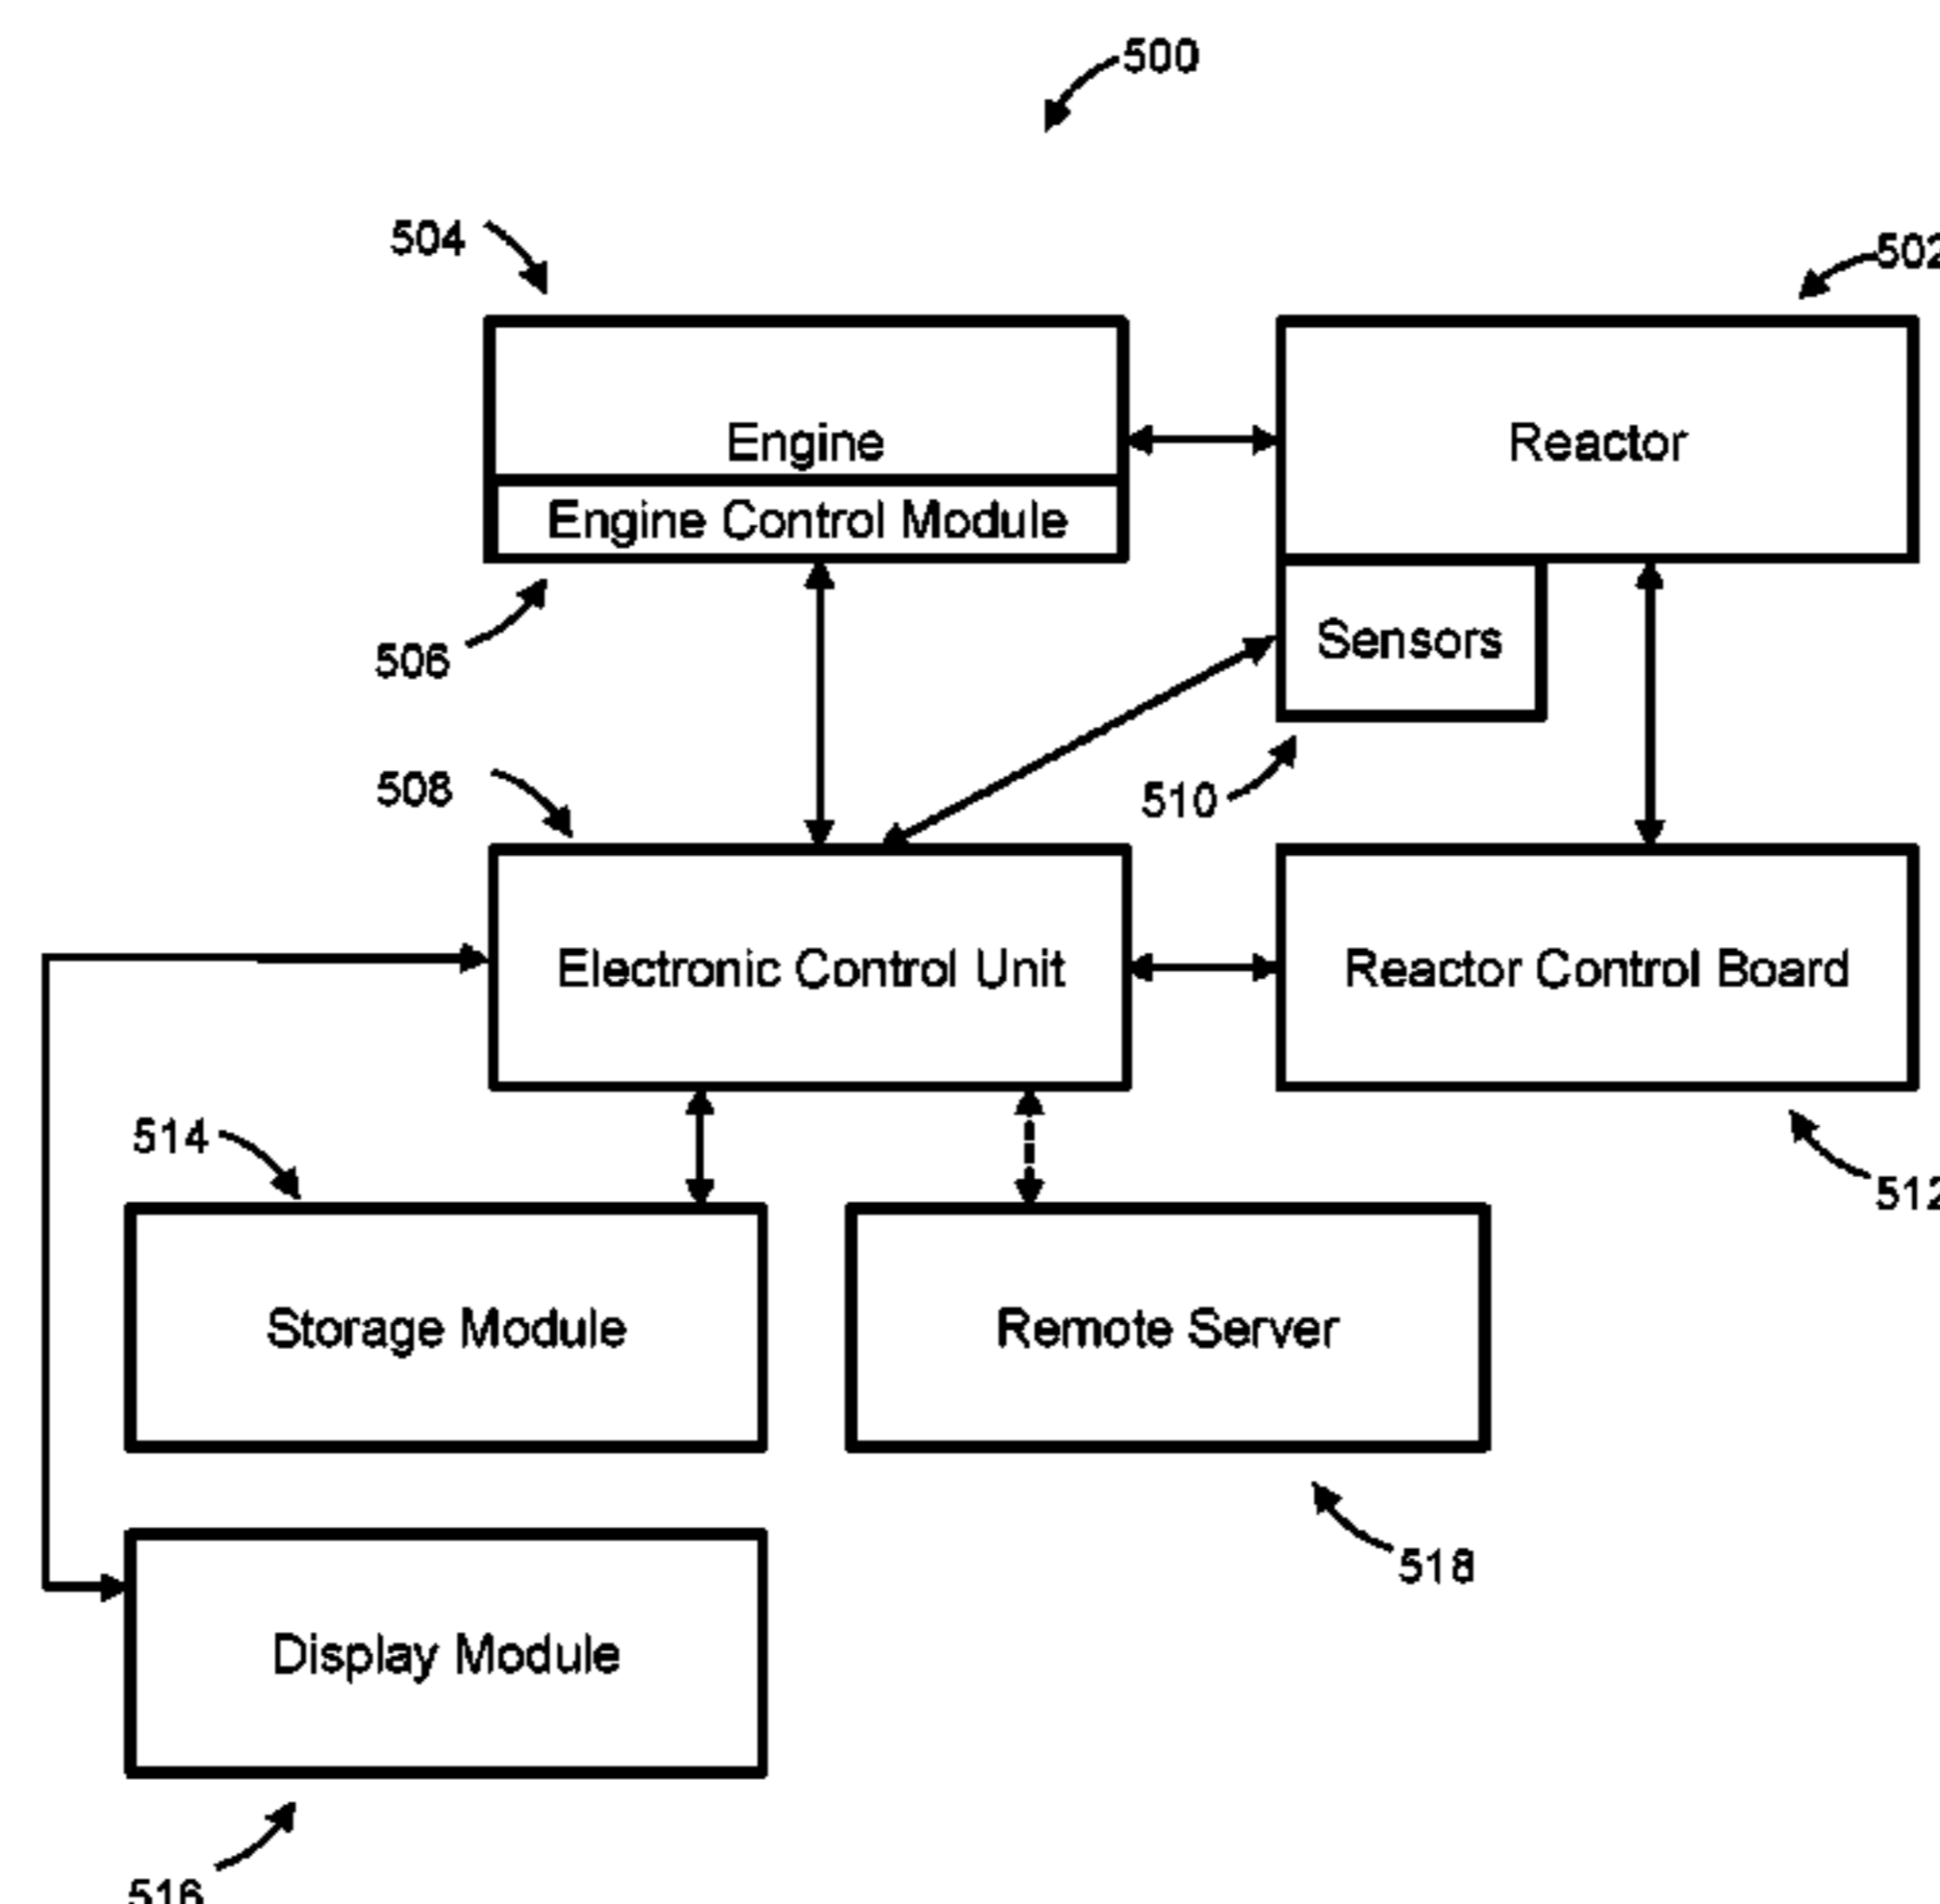 500
504
502
Engine
Reactor
Engine Control Module
Sensors
506
508
510
Electronic Control Unit
Reactor Control Board
514
512
Storage Module
Remote Server
518
Display Module
516